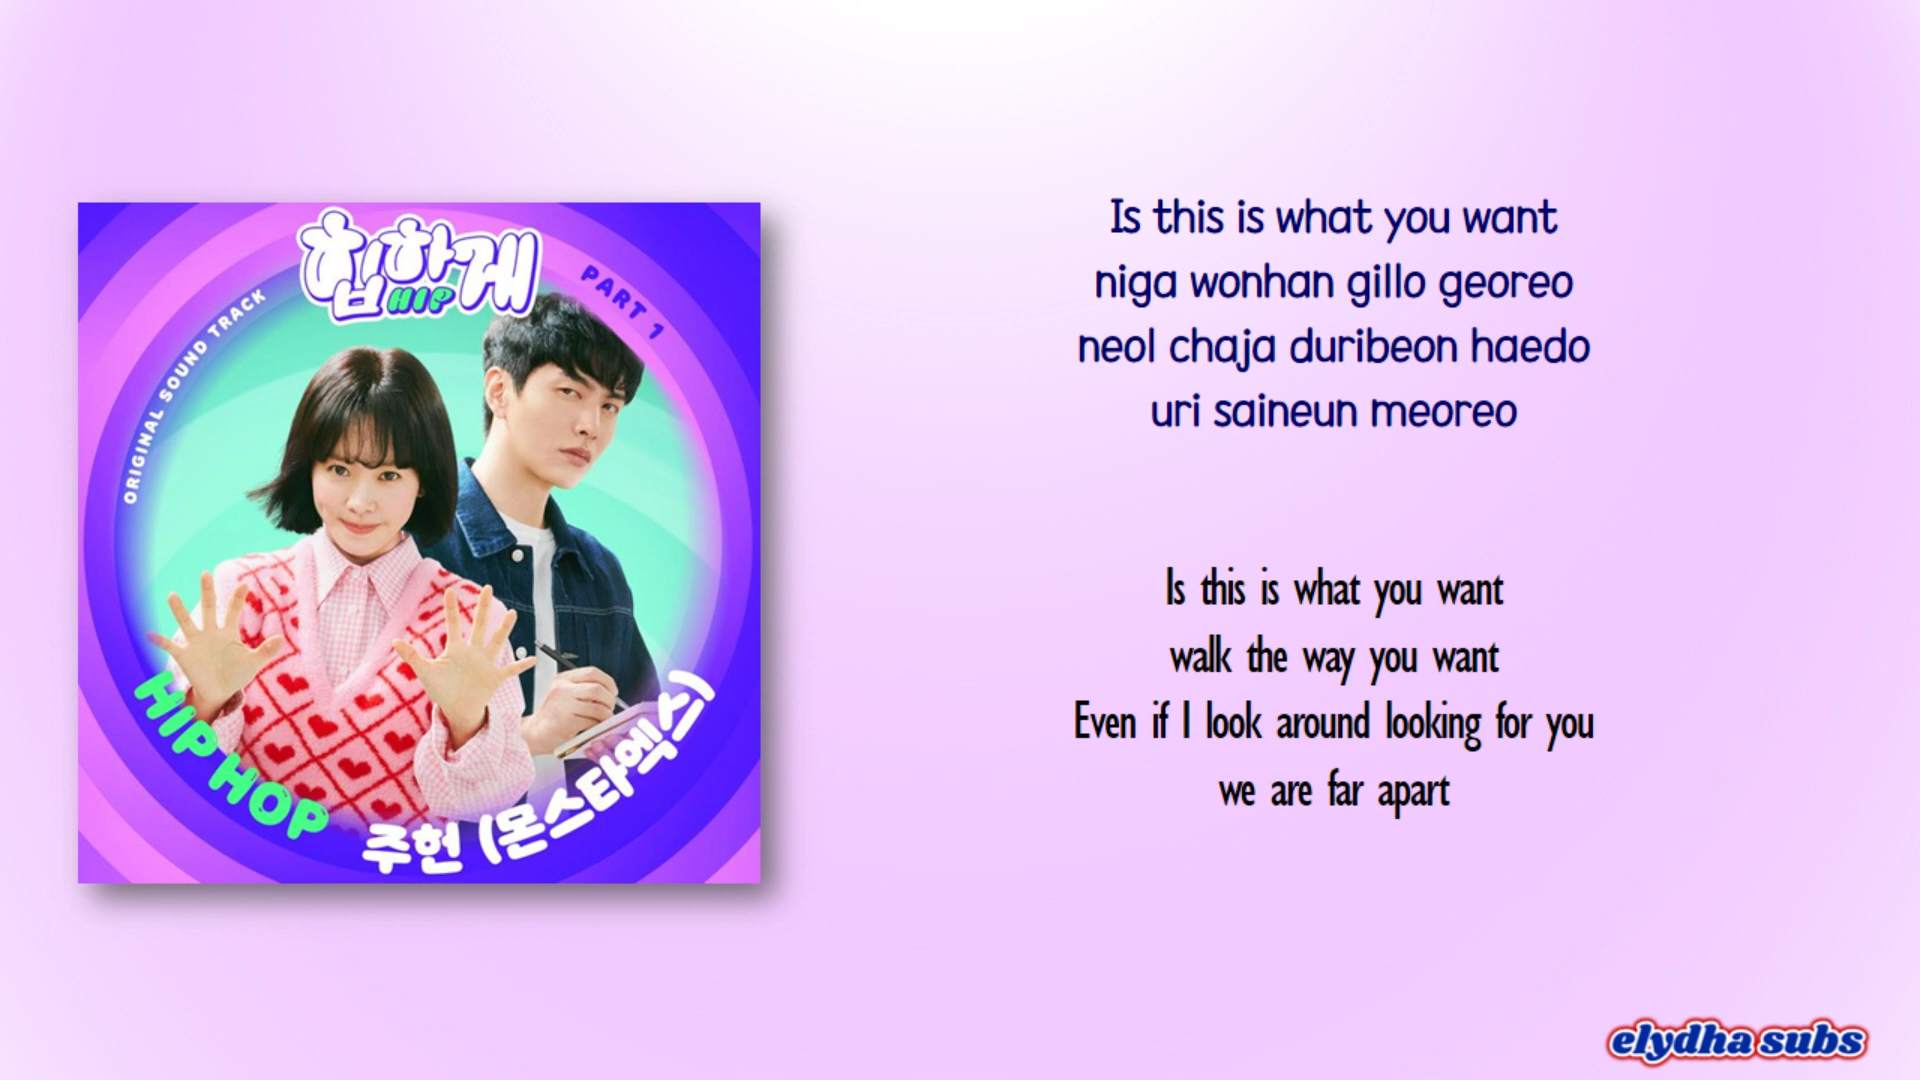 힙하게
HIP
ORIGINAL SOUND TRACK
PART 1
HIP HOP
주헌 (몬스타엑스)
Is this is what you want
niga wonhan gillo georeo
neol chaja duribeon haedo
uri saineun meoreo
Is this is what you want
walk the way you want
Even if I look around looking for you
we are far apart
elydha subs